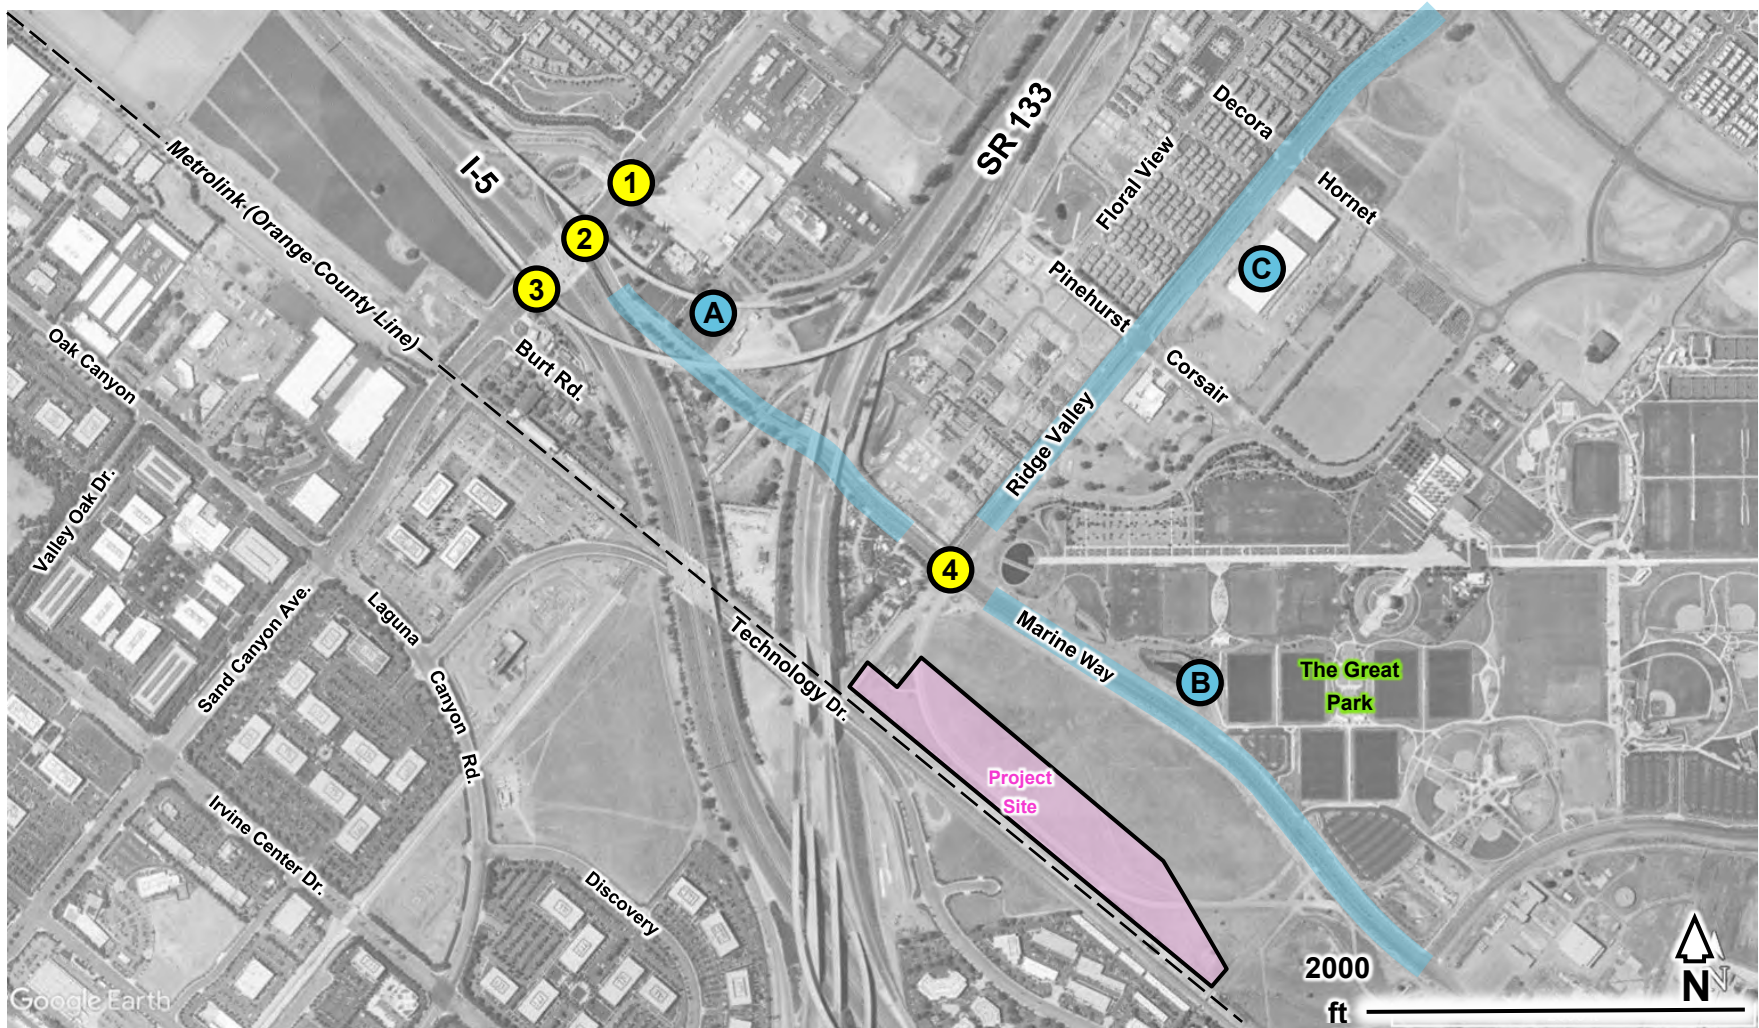 SR 133
Decora
I-5
1
Floral View
Hornet
Metrolink (Orange County Line)
2
C
Pinehurst
3
A
Oak Canyon
Burt Rd.
Corsair
Ridge Valley
Valley Oak Dr.
4
Sand Canyon Ave.
Laguna
Canyon
Rd.
Technology Dr.
Marine Way
B
The Great
Park
Project
Site
Irvine Center Dr.
Discovery
2000
ft
N
N
Google Earth